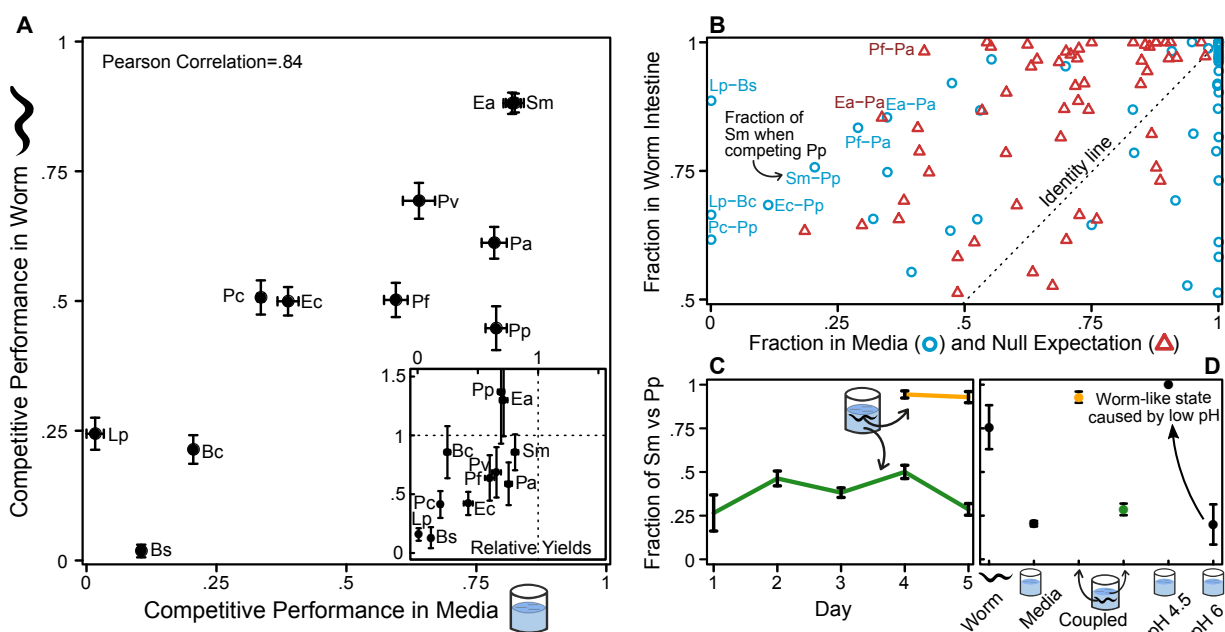 A
Pearson Correlation=.84
Competitive Performance in Worm
1
.75
.5
.25
0
Ea
Sm
Pv
Pa
Pc
Ec
Pf
Pp
Lp
Bc
Bs
0
.25
.5
.75
1
Competitive Performance in Media
0
1
1.5
1
.5
0
Pp
Ea
Bc
Sm
Pv
Pf
Pa
Pc
Ec
Lp
Bs
Relative Yields
B
Fraction in Worm Intestine
1
.75
.5
Pf–Pa
Lp–Bs
Ea–Pa
Ea–Pa
Fraction of
Sm when
competing Pp
Pf–Pa
Sm–Pp
Lp–Bc
Ec–Pp
Pc–Pp
Identity line
0
.25
.5
.75
1
Fraction in Media ( ) and Null Expectation ( )
C
Fraction of Sm vs Pp
1
.75
.5
.25
0
1
2
3
4
5
Day
D
Worm-like state
caused by low pH
Worm
Media
Coupled
pH 4.5
pH 6